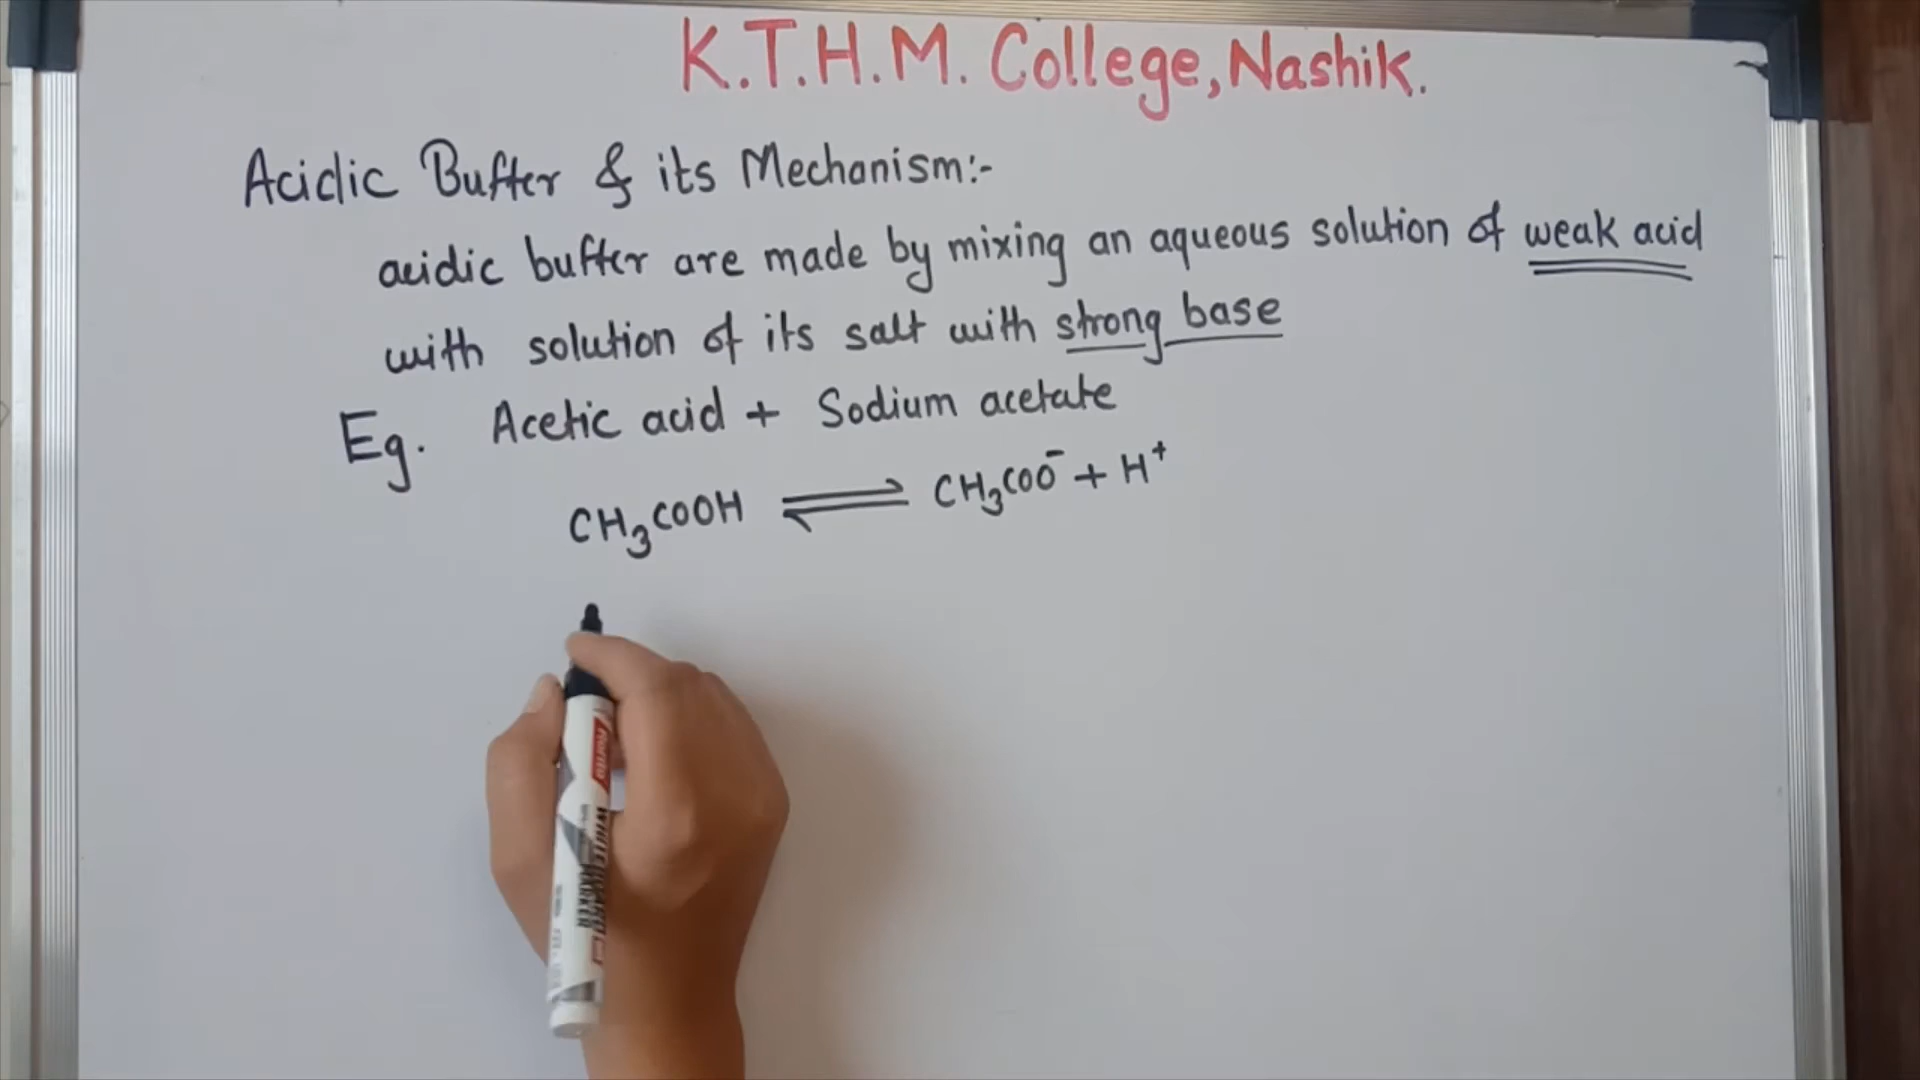 K.T.H.M. College, Nashik.
Acidic Buffer & its Mechanism:-
acidic buffer are made by mixing an aqueous solution of weak acid
with solution of its salt with strong base
Eg. Acetic acid + Sodium acetate
CH₃COOH ⇌ CH₃COO⁻ + H⁺